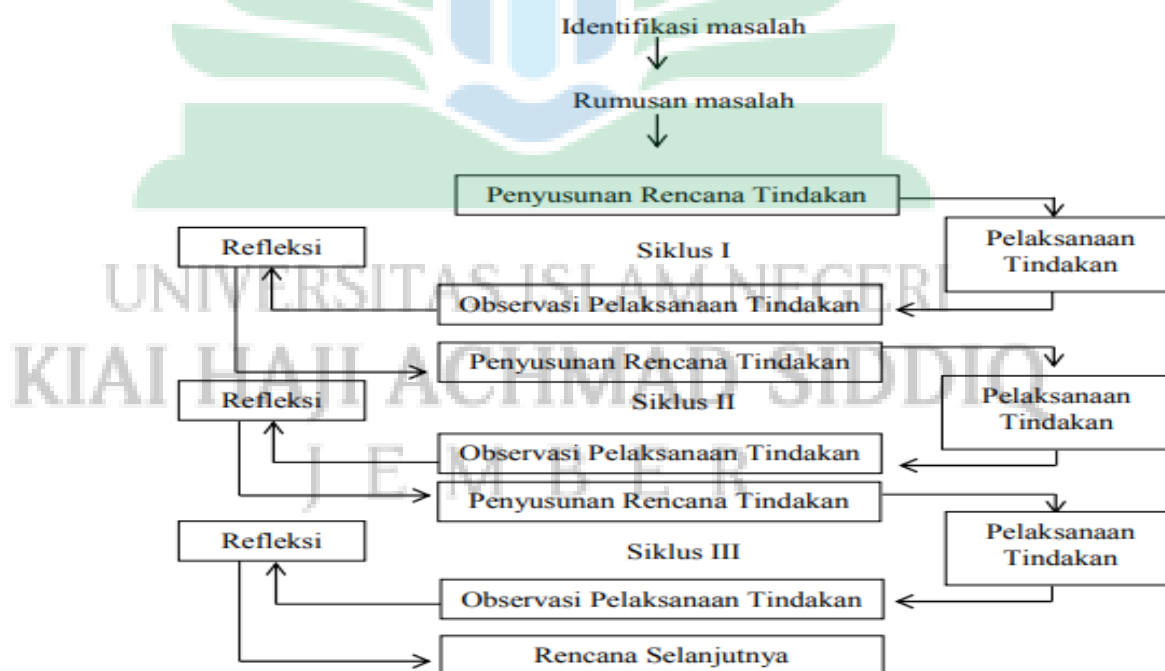 Identifikasi masalah
Rumusan masalah
Penyusunan Rencana Tindakan
Pelaksanaan
Tindakan
Refleksi
Siklus I
UNIVERSITAS ISLAM NEGERI
Observasi Pelaksanaan Tindakan
Penyusunan Rencana Tindakan
KIAI HAJI ACHMAD SIDDIQ
Pelaksanaan
Tindakan
Refleksi
Siklus II
Observasi Pelaksanaan Tindakan
JEMBER
Penyusunan Rencana Tindakan
Pelaksanaan
Tindakan
Refleksi
Siklus III
Observasi Pelaksanaan Tindakan
Rencana Selanjutnya